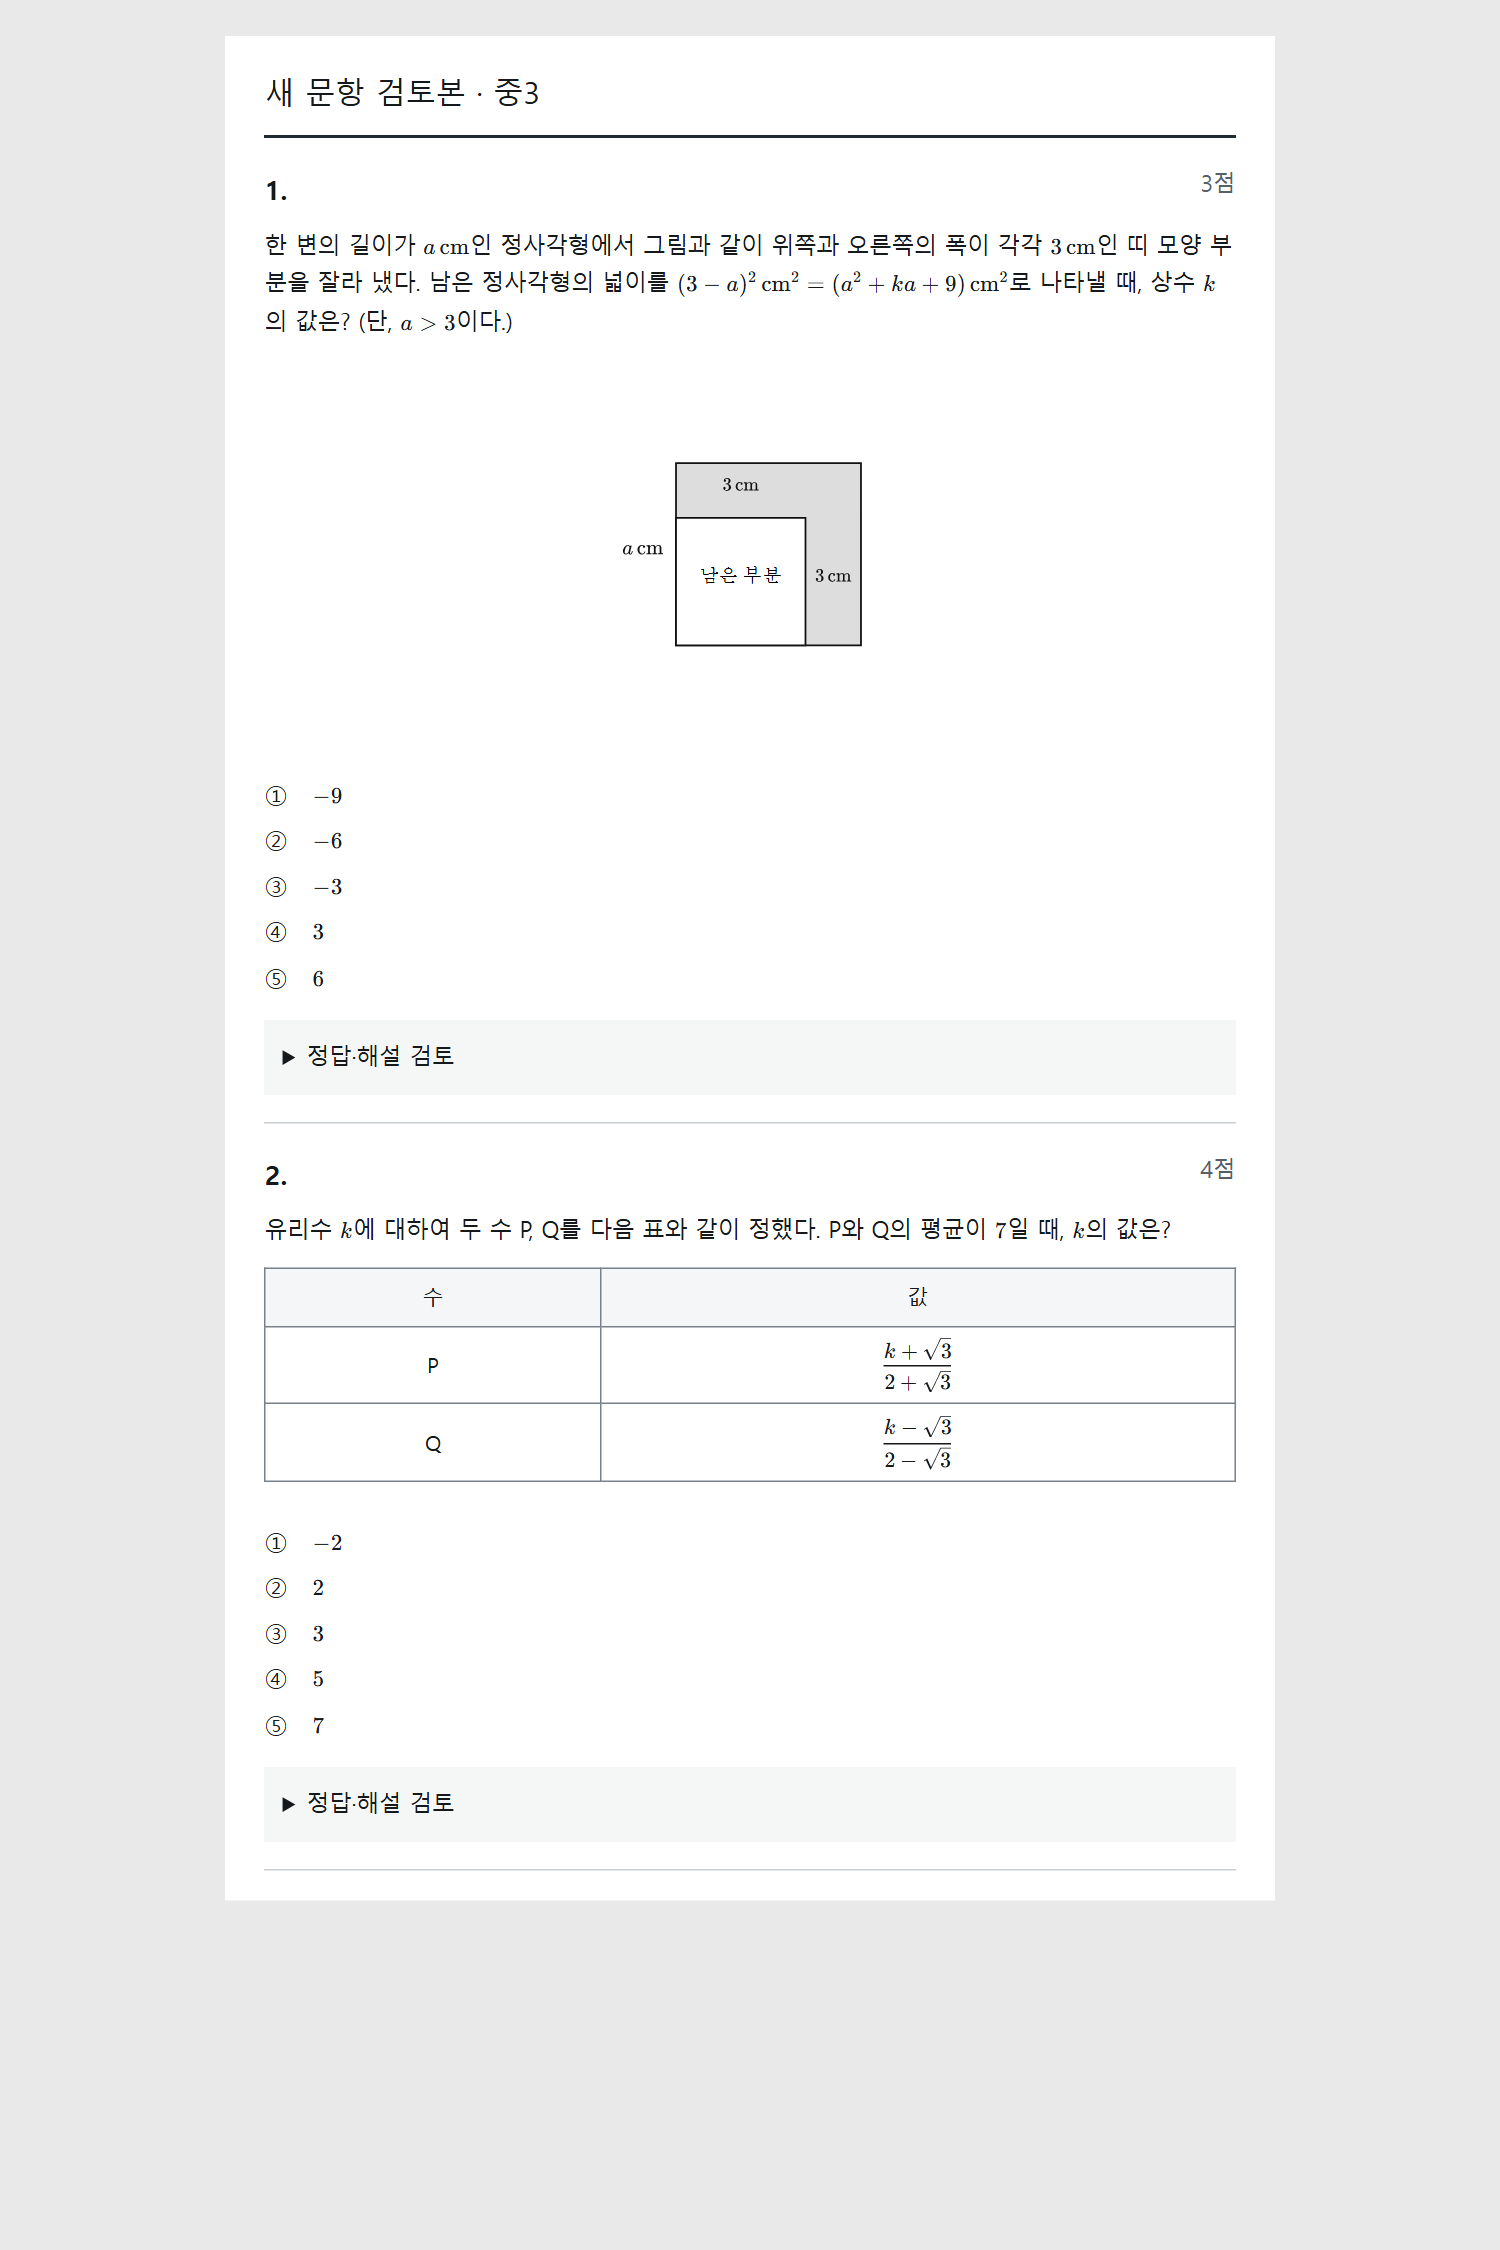 새 문항 검토본 · 중3
1.
3점
한 변의 길이가 a cm인 정사각형에서 그림과 같이 위쪽과 오른쪽의 폭이 각각 3 cm인 띠 모양 부
분을 잘라 냈다. 남은 정사각형의 넓이를 (3 − a)² cm² = (a² + ka + 9) cm²로 나타낼 때, 상수 k
의 값은? (단, a > 3이다.)
3 cm
a cm
남은 부분
3 cm
① −9
② −6
③ −3
④ 3
⑤ 6
▶ 정답·해설 검토
2.
4점
유리수 k에 대하여 두 수 P, Q를 다음 표와 같이 정했다. P와 Q의 평균이 7일 때, k의 값은?
수 값
P (k + √3)/(2 + √3)
Q (k − √3)/(2 − √3)
① −2
② 2
③ 3
④ 5
⑤ 7
▶ 정답·해설 검토